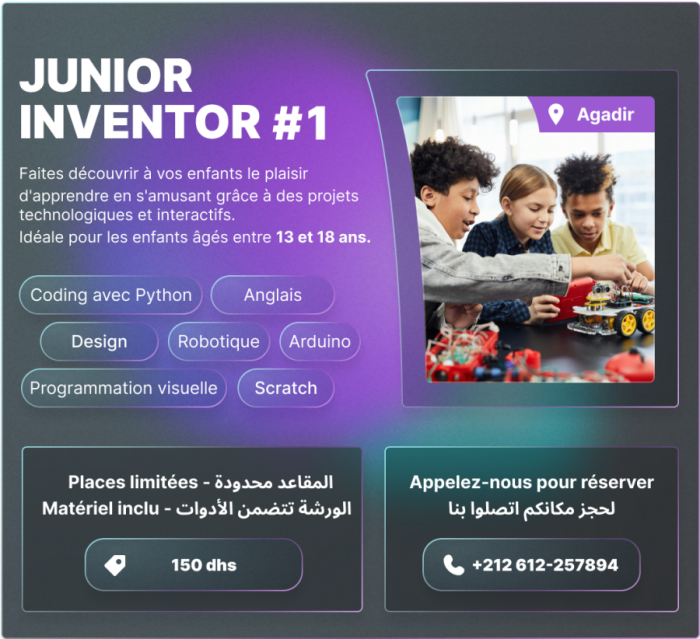 JUNIOR
INVENTOR #1
Faites découvrir à vos enfants le plaisir
d'apprendre en s'amusant grâce à des projets
technologiques et interactifs.
Idéale pour les enfants âgés entre 13 et 18 ans.
Coding avec Python
Anglais
Design
Robotique
Arduino
Programmation visuelle
Scratch
Agadir
Places limitées - المقاعد محدودة
Matériel inclu - الورشة تتضمن الأدوات
150 dhs
Appelez-nous pour réserver
لحجز مكانكم اتصلوا بنا
+212 612-257894